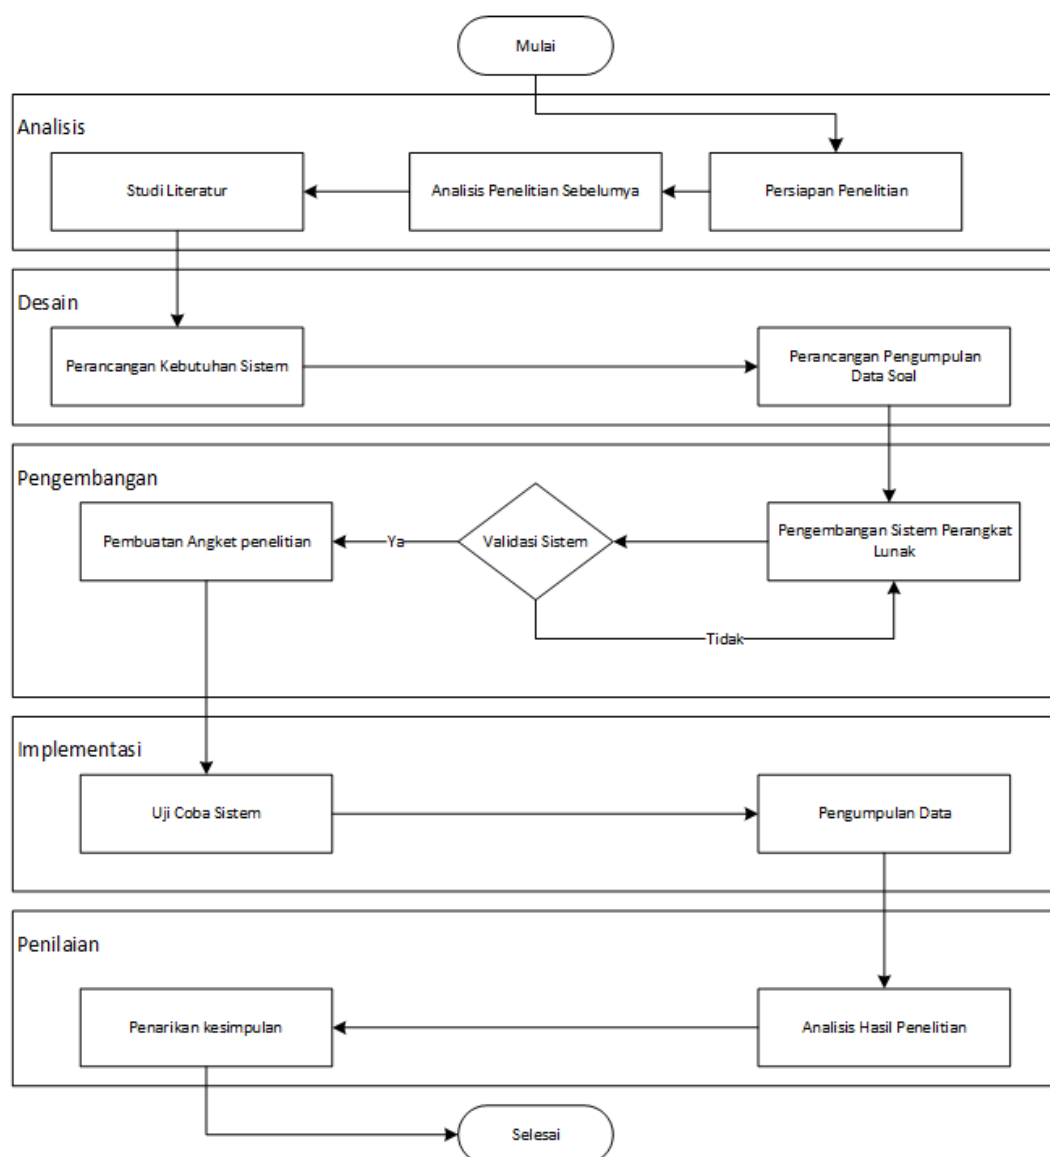 Mulai
Analisis
Studi Literatur
Analisis Penelitian Sebelumya
Persiapan Penelitian
Desain
Perancangan Kebutuhan Sistem
Perancangan Pengumpulan
Data Soal
Pengembangan
Pembuatan Angket penelitian
Ya
Validasi Sistem
Pengembangan Sistem Perangkat
Lunak
Tidak
Implementasi
Uji Coba Sistem
Pengumpulan Data
Penilaian
Penarikan kesimpulan
Analisis Hasil Penelitian
Selesai